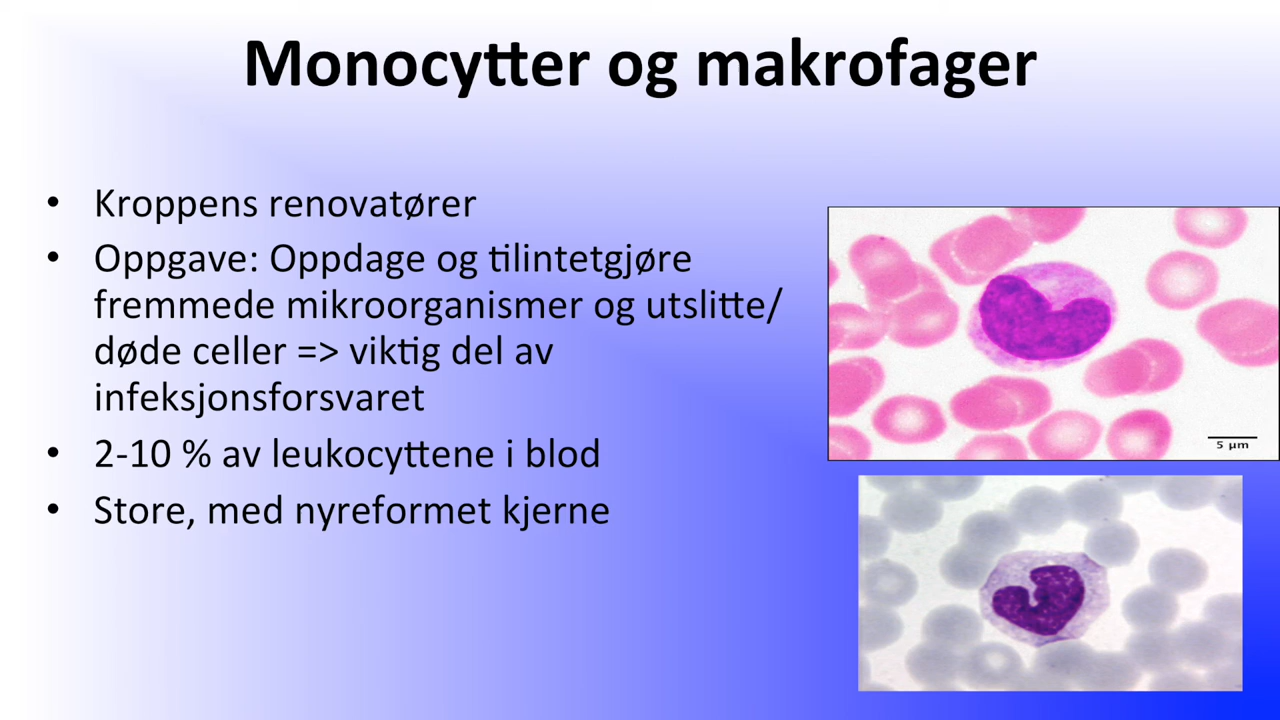 Monocytter og makrofager
• Kroppens renovatører
• Oppgave: Oppdage og tilintetgjøre
fremmede mikroorganismer og utslitte/
døde celler => viktig del av
infeksjonsforsvaret
• 2-10 % av leukocyttene i blod
• Store, med nyreformet kjerne
5 µm